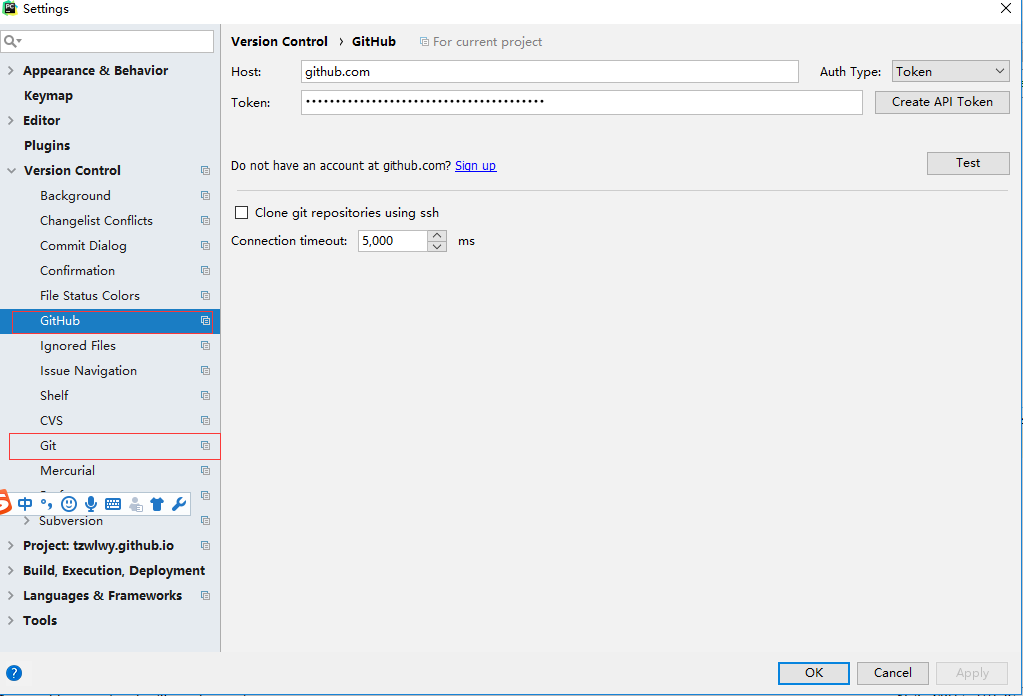 Settings
Version Control › GitHub For current project
Host: github.com Auth Type: Token
Token: •••••••••••••••••••••••••••••••••••••••• Create API Token
Do not have an account at github.com? Sign up Test
Clone git repositories using ssh
Connection timeout: 5,000 ms
Appearance & Behavior
Keymap
Editor
Plugins
Version Control
Background
Changelist Conflicts
Commit Dialog
Confirmation
File Status Colors
GitHub
Ignored Files
Issue Navigation
Shelf
CVS
Git
Mercurial
中
Subversion
Project: tzwlwy.github.io
Build, Execution, Deployment
Languages & Frameworks
Tools
?
OK Cancel Apply